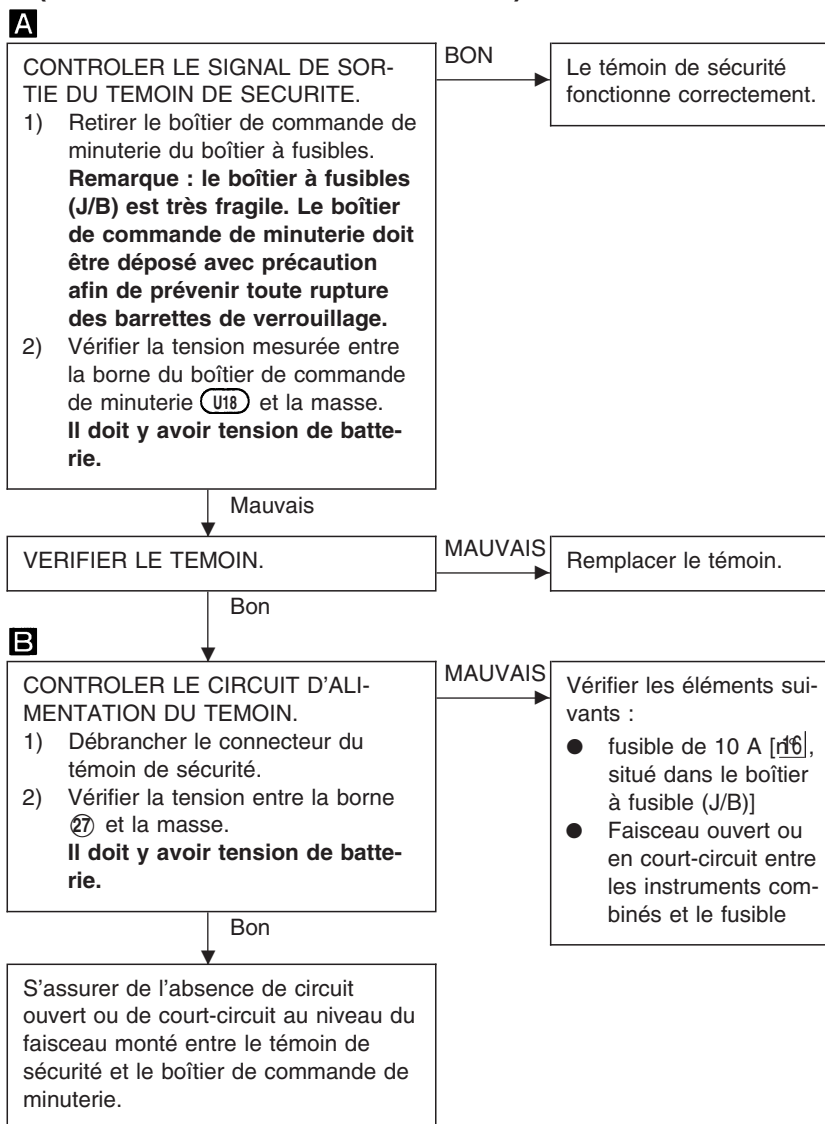 A
CONTROLER LE SIGNAL DE SOR-
TIE DU TEMOIN DE SECURITE.
1) Retirer le boîtier de commande de
minuterie du boîtier à fusibles.
Remarque : le boîtier à fusibles
(J/B) est très fragile. Le boîtier
de commande de minuterie doit
être déposé avec précaution
afin de prévenir toute rupture
des barrettes de verrouillage.
2) Vérifier la tension mesurée entre
la borne du boîtier de commande
de minuterie U18 et la masse.
Il doit y avoir tension de batte-
rie.
BON
Le témoin de sécurité
fonctionne correctement.
Mauvais
VERIFIER LE TEMOIN.
MAUVAIS
Remplacer le témoin.
Bon
B
CONTROLER LE CIRCUIT D'ALI-
MENTATION DU TEMOIN.
1) Débrancher le connecteur du
témoin de sécurité.
2) Vérifier la tension entre la borne
27 et la masse.
Il doit y avoir tension de batte-
rie.
MAUVAIS
Vérifier les éléments sui-
vants :
● fusible de 10 A [n° 16,
situé dans le boîtier
à fusible (J/B)]
● Faisceau ouvert ou
en court-circuit entre
les instruments com-
binés et le fusible
Bon
S'assurer de l'absence de circuit
ouvert ou de court-circuit au niveau du
faisceau monté entre le témoin de
sécurité et le boîtier de commande de
minuterie.